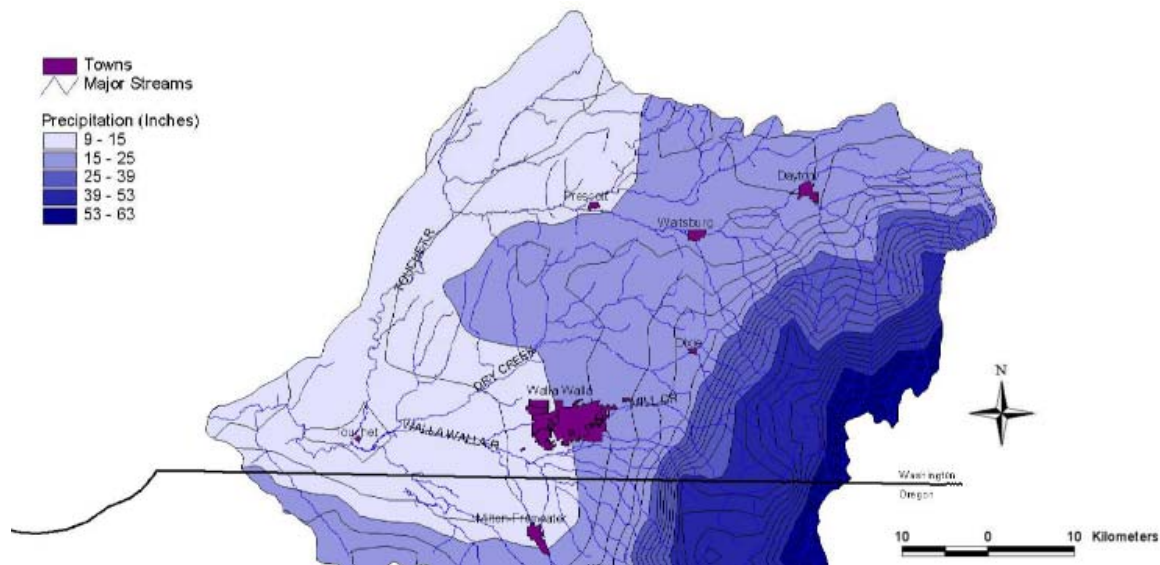 Towns
Major Streams
Precipitation (Inches)
9 - 15
15 - 25
25 - 39
39 - 53
53 - 63
Prescott
Dayton
Waitsburg
TOUCHET R
Dixie
DRY CREEK
Walla Walla
MILL CR
Touchet
WALLA WALLA R
N
Washington
Oregon
Milton-Freewater
10 0 10 Kilometers